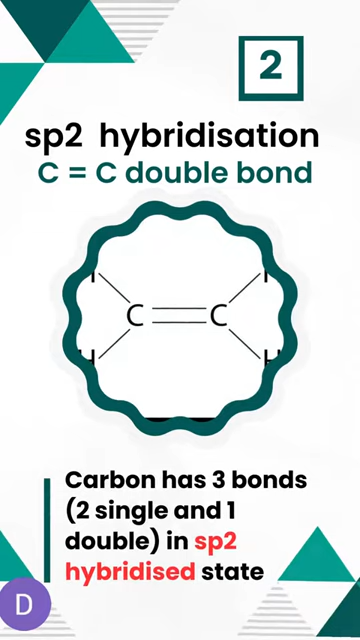 2
sp2 hybridisation
C = C double bond
C C
H H
Carbon has 3 bonds
(2 single and 1
double) in sp2
hybridised state
D